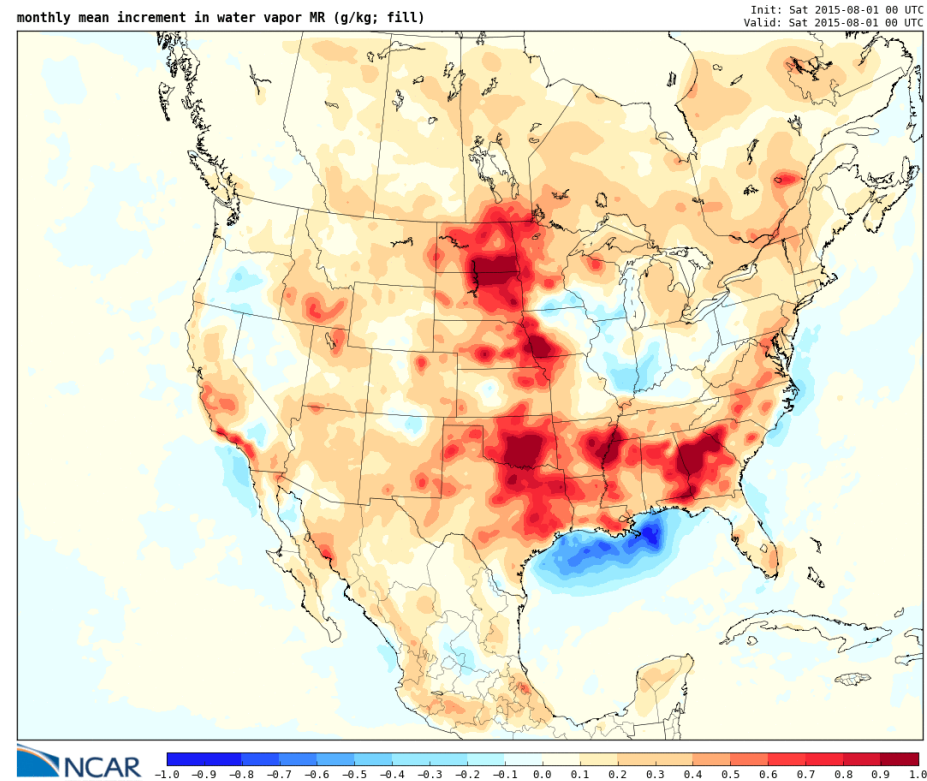 monthly mean increment in water vapor MR (g/kg; fill)
Init: Sat 2015-08-01 00 UTC
Valid: Sat 2015-08-01 00 UTC
NCAR
−1.0 −0.9 −0.8 −0.7 −0.6 −0.5 −0.4 −0.3 −0.2 −0.1 0.0 0.1 0.2 0.3 0.4 0.5 0.6 0.7 0.8 0.9 1.0